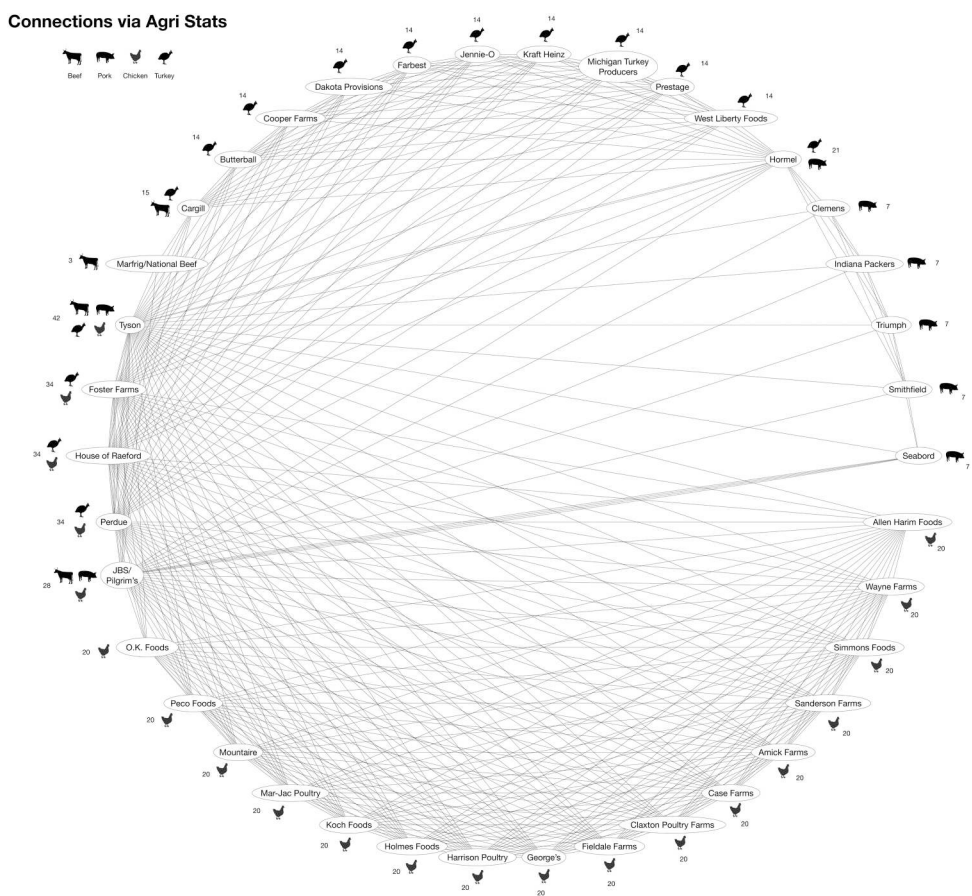 Connections via Agri Stats
Beef
Pork
Chicken
Turkey
14
Jennie-O
14
Kraft Heinz
14
Michigan Turkey
Producers
14
Prestage
14
West Liberty Foods
21
Hormel
7
Clemens
7
Indiana Packers
7
Triumph
7
Smithfield
7
Seabord
Allen Harim Foods
20
Wayne Farms
20
Simmons Foods
20
Sanderson Farms
20
Amick Farms
20
Case Farms
20
Claxton Poultry Farms
20
Fieldale Farms
20
George's
20
Harrison Poultry
20
Holmes Foods
20
Koch Foods
20
Mar-Jac Poultry
20
Mountaire
20
Peco Foods
20
O.K. Foods
20
JBS/
Pilgrim's
28
Perdue
34
House of Raeford
34
Foster Farms
34
Tyson
42
Marfrig/National Beef
3
Cargill
15
Butterball
14
Cooper Farms
14
Dakota Provisions
14
Farbest
14